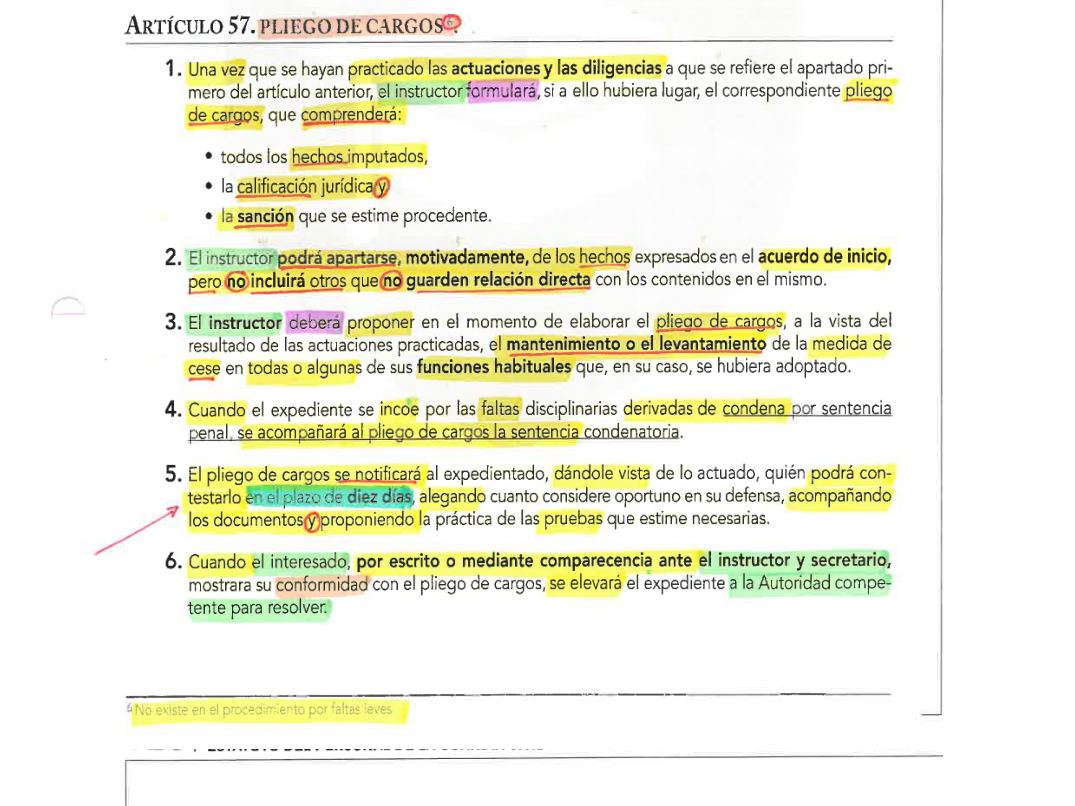 ARTÍCULO 57. PLIEGO DE CARGOS⁶.
1. Una vez que se hayan practicado las actuaciones y las diligencias a que se refiere el apartado pri-
mero del artículo anterior, el instructor formulará, si a ello hubiera lugar, el correspondiente pliego
de cargos, que comprenderá:
• todos los hechos imputados,
• la calificación jurídica y
• la sanción que se estime procedente.
2. El instructor podrá apartarse, motivadamente, de los hechos expresados en el acuerdo de inicio,
pero no incluirá otros que no guarden relación directa con los contenidos en el mismo.
3. El instructor deberá proponer en el momento de elaborar el pliego de cargos, a la vista del
resultado de las actuaciones practicadas, el mantenimiento o el levantamiento de la medida de
cese en todas o algunas de sus funciones habituales que, en su caso, se hubiera adoptado.
4. Cuando el expediente se incoe por las faltas disciplinarias derivadas de condena por sentencia
penal, se acompañará al pliego de cargos la sentencia condenatoria.
5. El pliego de cargos se notificará al expedientado, dándole vista de lo actuado, quién podrá con-
testarlo en el plazo de diez días, alegando cuanto considere oportuno en su defensa, acompañando
los documentos y proponiendo la práctica de las pruebas que estime necesarias.
6. Cuando el interesado, por escrito o mediante comparecencia ante el instructor y secretario,
mostrara su conformidad con el pliego de cargos, se elevará el expediente a la Autoridad compe-
tente para resolver.
6 No existe en el procedimiento por faltas leves